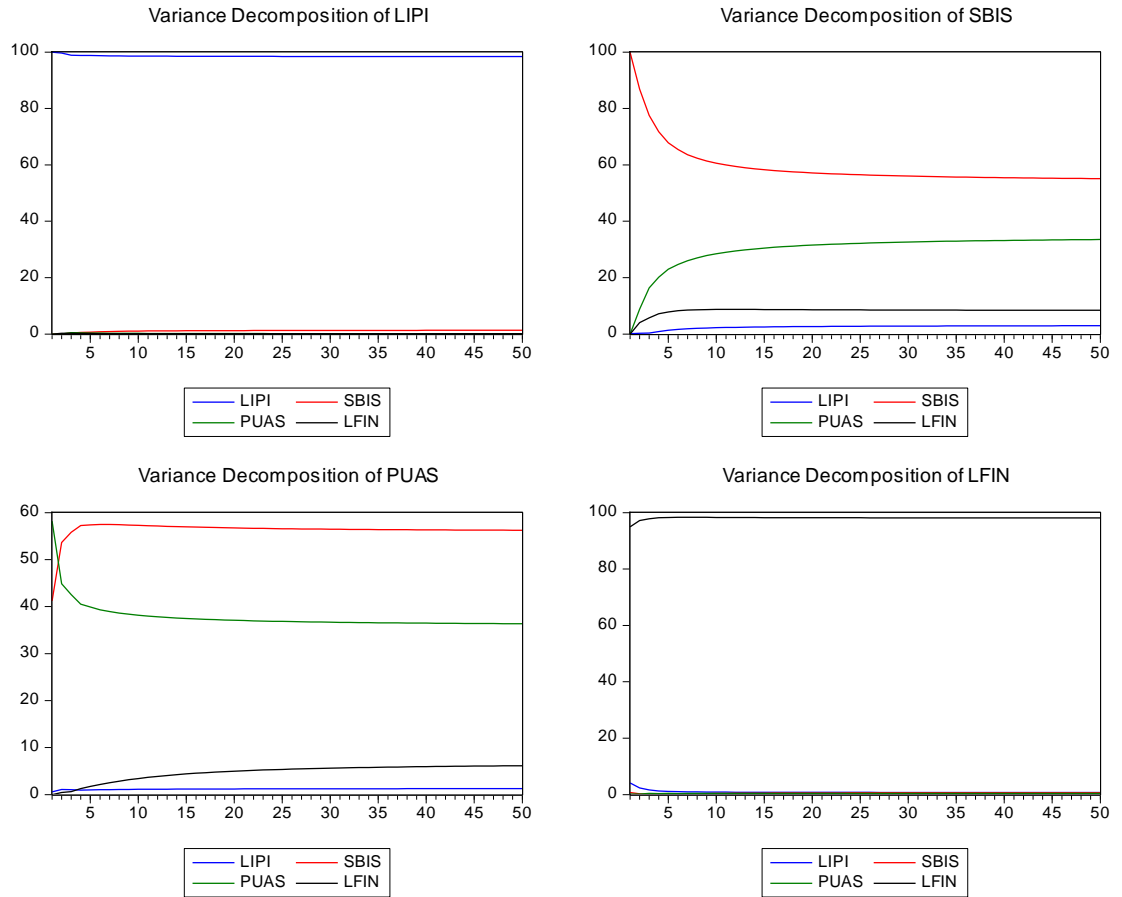 Variance Decomposition of LIPI
100
80
60
40
20
0
5 10 15 20 25 30 35 40 45 50
LIPI SBIS
PUAS LFIN
Variance Decomposition of SBIS
100
80
60
40
20
0
5 10 15 20 25 30 35 40 45 50
LIPI SBIS
PUAS LFIN
Variance Decomposition of PUAS
60
50
40
30
20
10
0
5 10 15 20 25 30 35 40 45 50
LIPI SBIS
PUAS LFIN
Variance Decomposition of LFIN
100
80
60
40
20
0
5 10 15 20 25 30 35 40 45 50
LIPI SBIS
PUAS LFIN